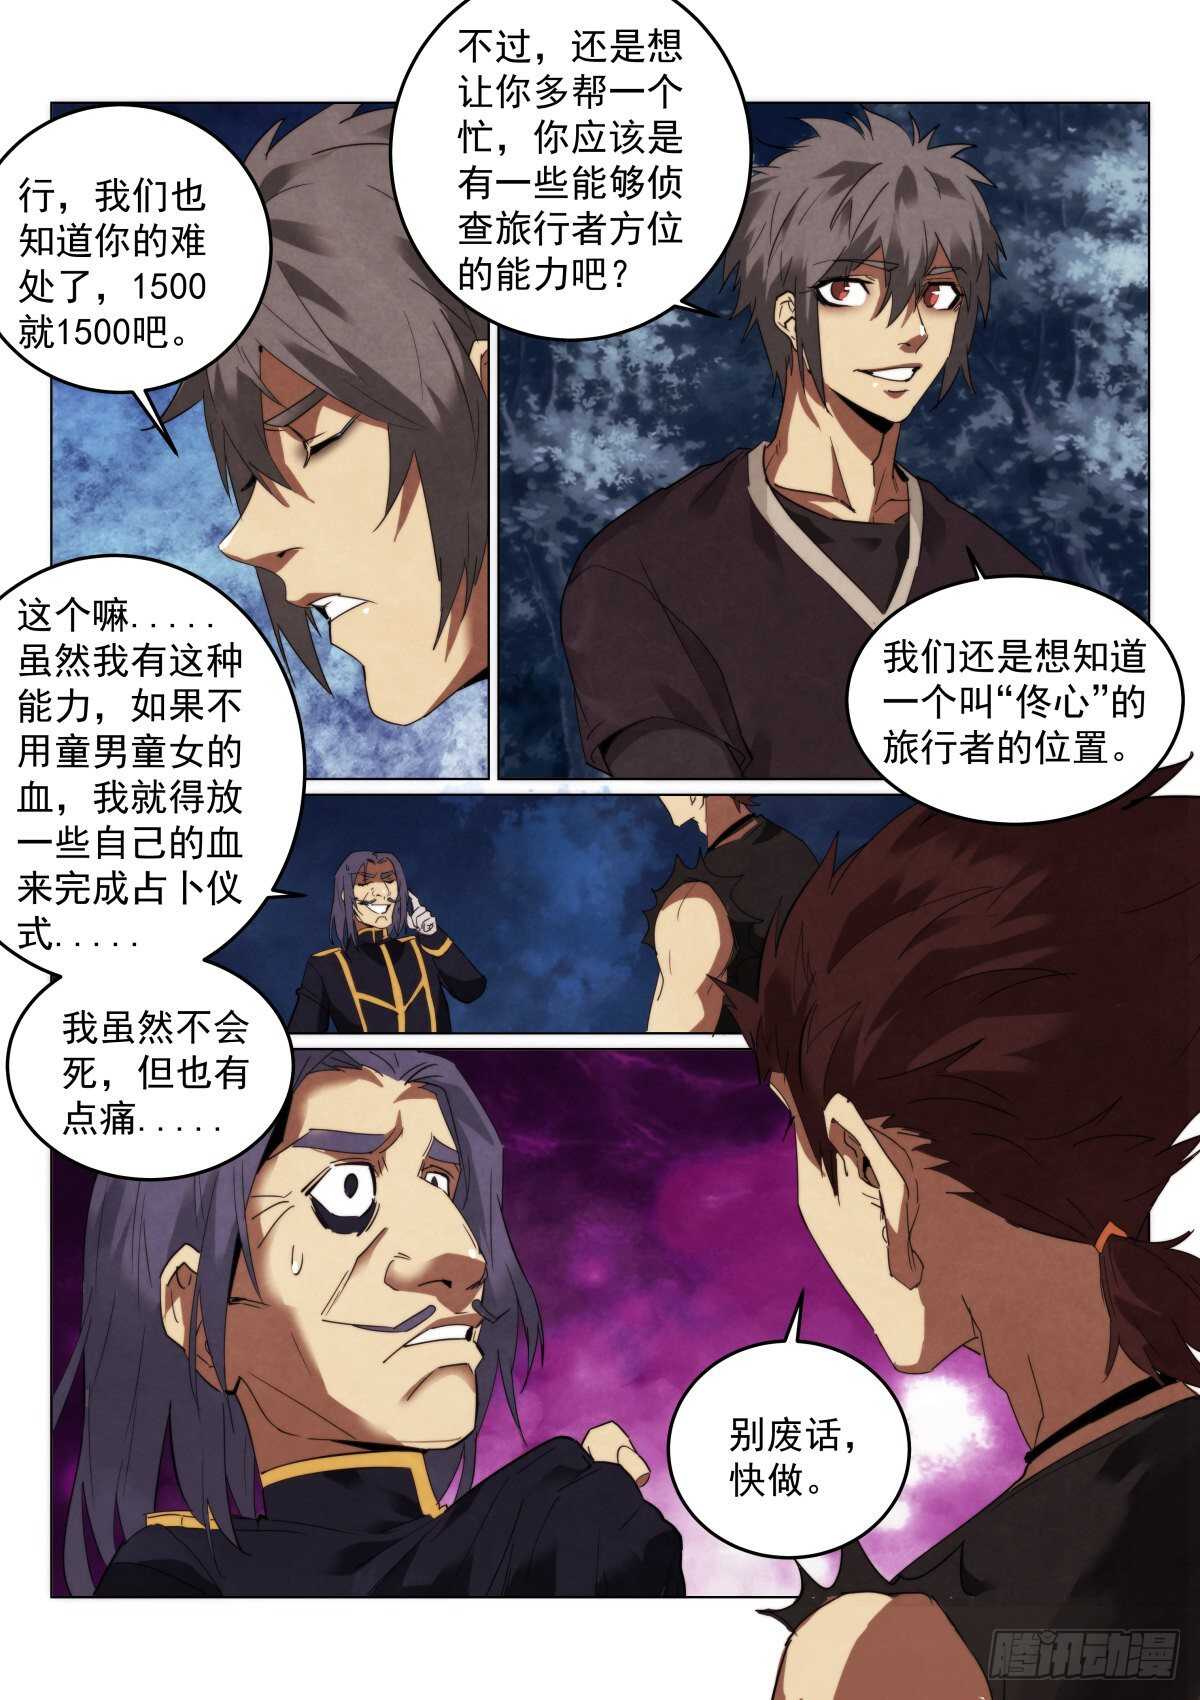 行，我们也
知道你的难
处了，1500
就1500吧。
不过，还是想
让你多帮一个
忙，你应该是
有一些能够侦
查旅行者方位
的能力吧？
我们还是想知道
一个叫“佟心”的
旅行者的位置。
这个嘛.....
虽然我有这种
能力，如果不
用童男童女的
血，我就得放
一些自己的血
来完成占卜仪
式.....
我虽然不会
死，但也有
点痛.....
别废话，
快做。
腾讯动漫